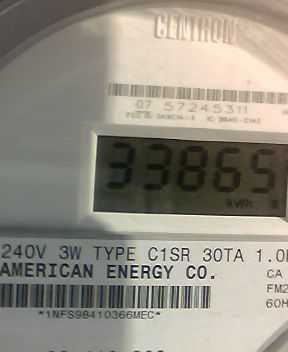 CENTRON®
07 57245311
33865
kWh
240V 3W TYPE C1SR 30TA 1.0
AMERICAN ENERGY CO.
CA
FM2
60H
*1NFS98410366MEC*